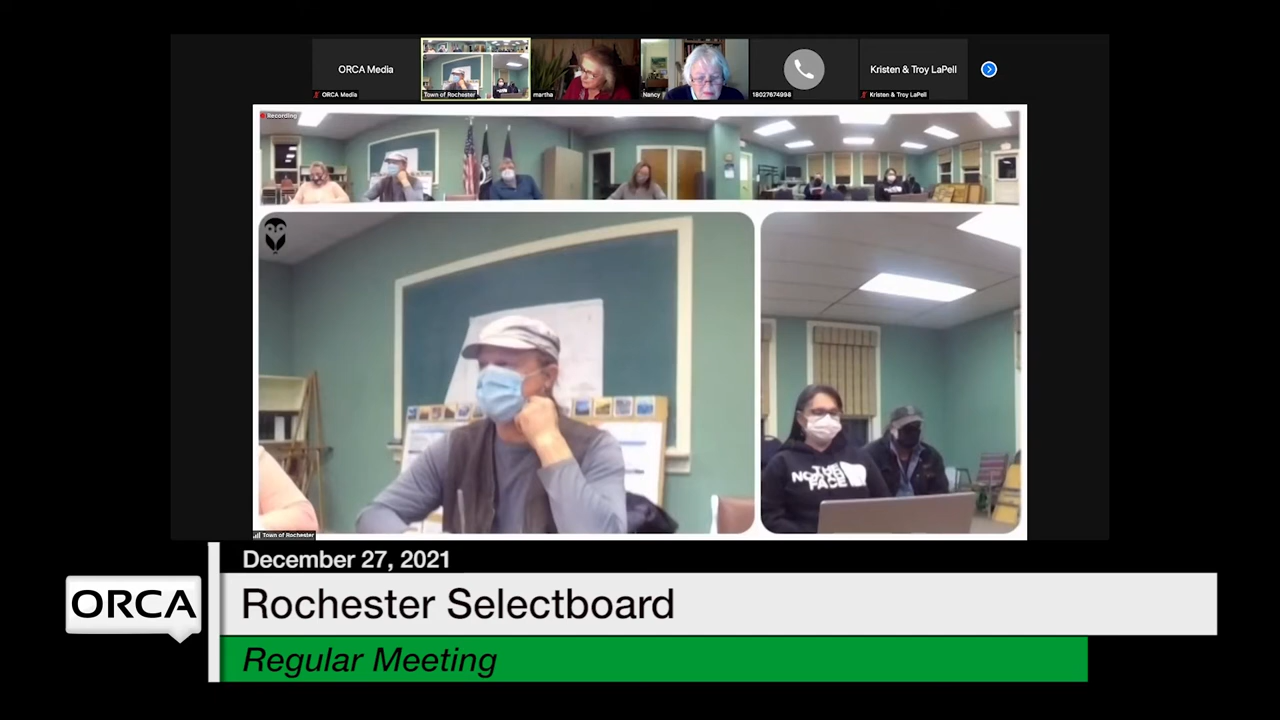 ORCA Media
Kristen & Troy LaPell
ORCA Media
Town of Rochester
martha
Nancy
18027674998
Kristen & Troy LaPell
Recording
THE
NORTH
FACE
Town of Rochester
December 27, 2021
ORCA
Rochester Selectboard
Regular Meeting